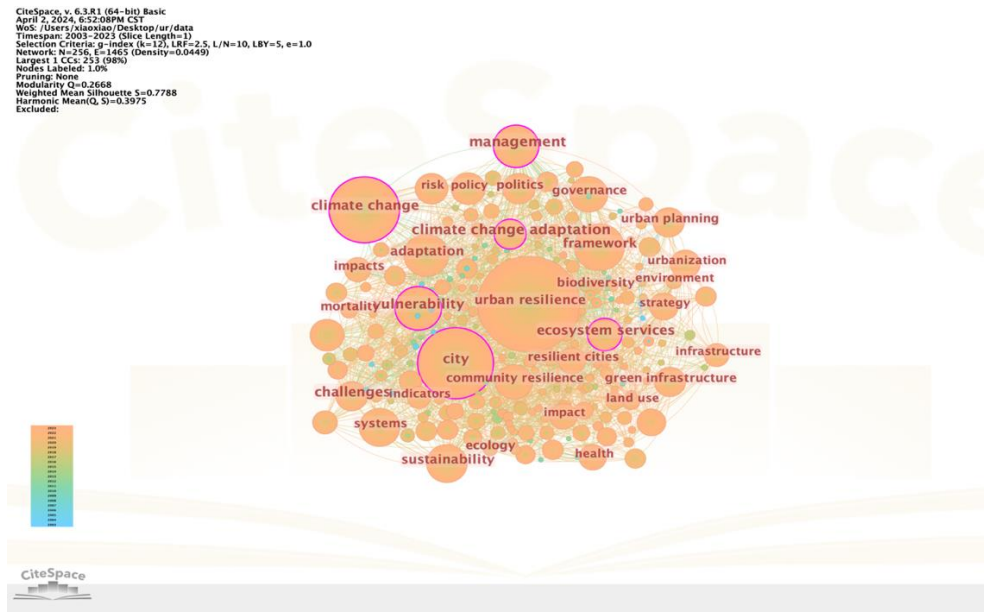 CiteSpace, v. 6.3.R1 (64-bit) Basic
April 2, 2024, 6:52:08PM CST
WoS: /Users/xiaoxiao/Desktop/ur/data
Timespan: 2003-2023 (Slice Length=1)
Selection Criteria: g-index (k=12), LRF=2.5, L/N=10, LBY=5, e=1.0
Network: N=256, E=1465 (Density=0.0449)
Largest 1 CCs: 253 (98%)
Nodes Labeled: 1.0%
Pruning: None
Modularity Q=0.2668
Weighted Mean Silhouette S=0.7788
Harmonic Mean(Q, S)=0.3975
Excluded:
CiteSpace
management
risk
policy
politics
governance
climate change
urban planning
climate change adaptation
framework
adaptation
urbanization
impacts
biodiversity
environment
mortality
vulnerability
urban resilience
strategy
ecosystem services
city
resilient cities
infrastructure
community resilience
green infrastructure
challenges
indicators
land use
impact
systems
ecology
sustainability
health
CiteSpace